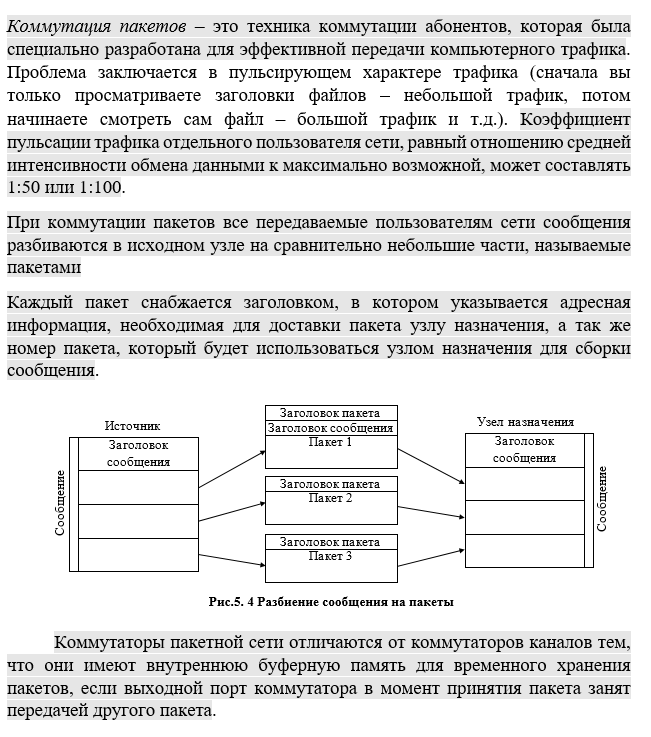 Коммутация пакетов – это техника коммутации абонентов, которая была
специально разработана для эффективной передачи компьютерного трафика.
Проблема заключается в пульсирующем характере трафика (сначала вы
только просматриваете заголовки файлов – небольшой трафик, потом
начинаете смотреть сам файл – большой трафик и т.д.). Коэффициент
пульсации трафика отдельного пользователя сети, равный отношению средней
интенсивности обмена данными к максимально возможной, может составлять
1:50 или 1:100.
При коммутации пакетов все передаваемые пользователям сети сообщения
разбиваются в исходном узле на сравнительно небольшие части, называемые
пакетами
Каждый пакет снабжается заголовком, в котором указывается адресная
информация, необходимая для доставки пакета узлу назначения, а так же
номер пакета, который будет использоваться узлом назначения для сборки
сообщения.
Источник
Сообщение
Заголовок
сообщения
Заголовок пакета
Заголовок сообщения
Пакет 1
Заголовок пакета
Пакет 2
Заголовок пакета
Пакет 3
Узел назначения
Заголовок
сообщения
Сообщение
Рис.5. 4 Разбиение сообщения на пакеты
Коммутаторы пакетной сети отличаются от коммутаторов каналов тем,
что они имеют внутреннюю буферную память для временного хранения
пакетов, если выходной порт коммутатора в момент принятия пакета занят
передачей другого пакета.